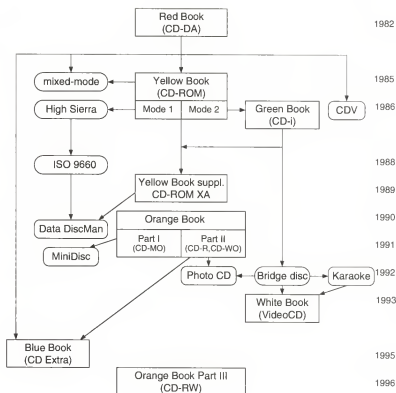 Red Book
(CD-DA)
1982
mixed-mode
Yellow Book
(CD-ROM)
1985
High Sierra
Mode 1
Mode 2
Green Book
(CD-i)
CDV
1986
ISO 9660
1988
Yellow Book suppl.
CD-ROM XA
1989
Data DiscMan
Orange Book
1990
MiniDisc
Part I
(CD-MO)
Part II
(CD-R,CD-WO)
1991
Photo CD
Bridge disc
Karaoke
1992
White Book
(VideoCD)
1993
Blue Book
(CD Extra)
1995
Orange Book Part III
(CD-RW)
1996